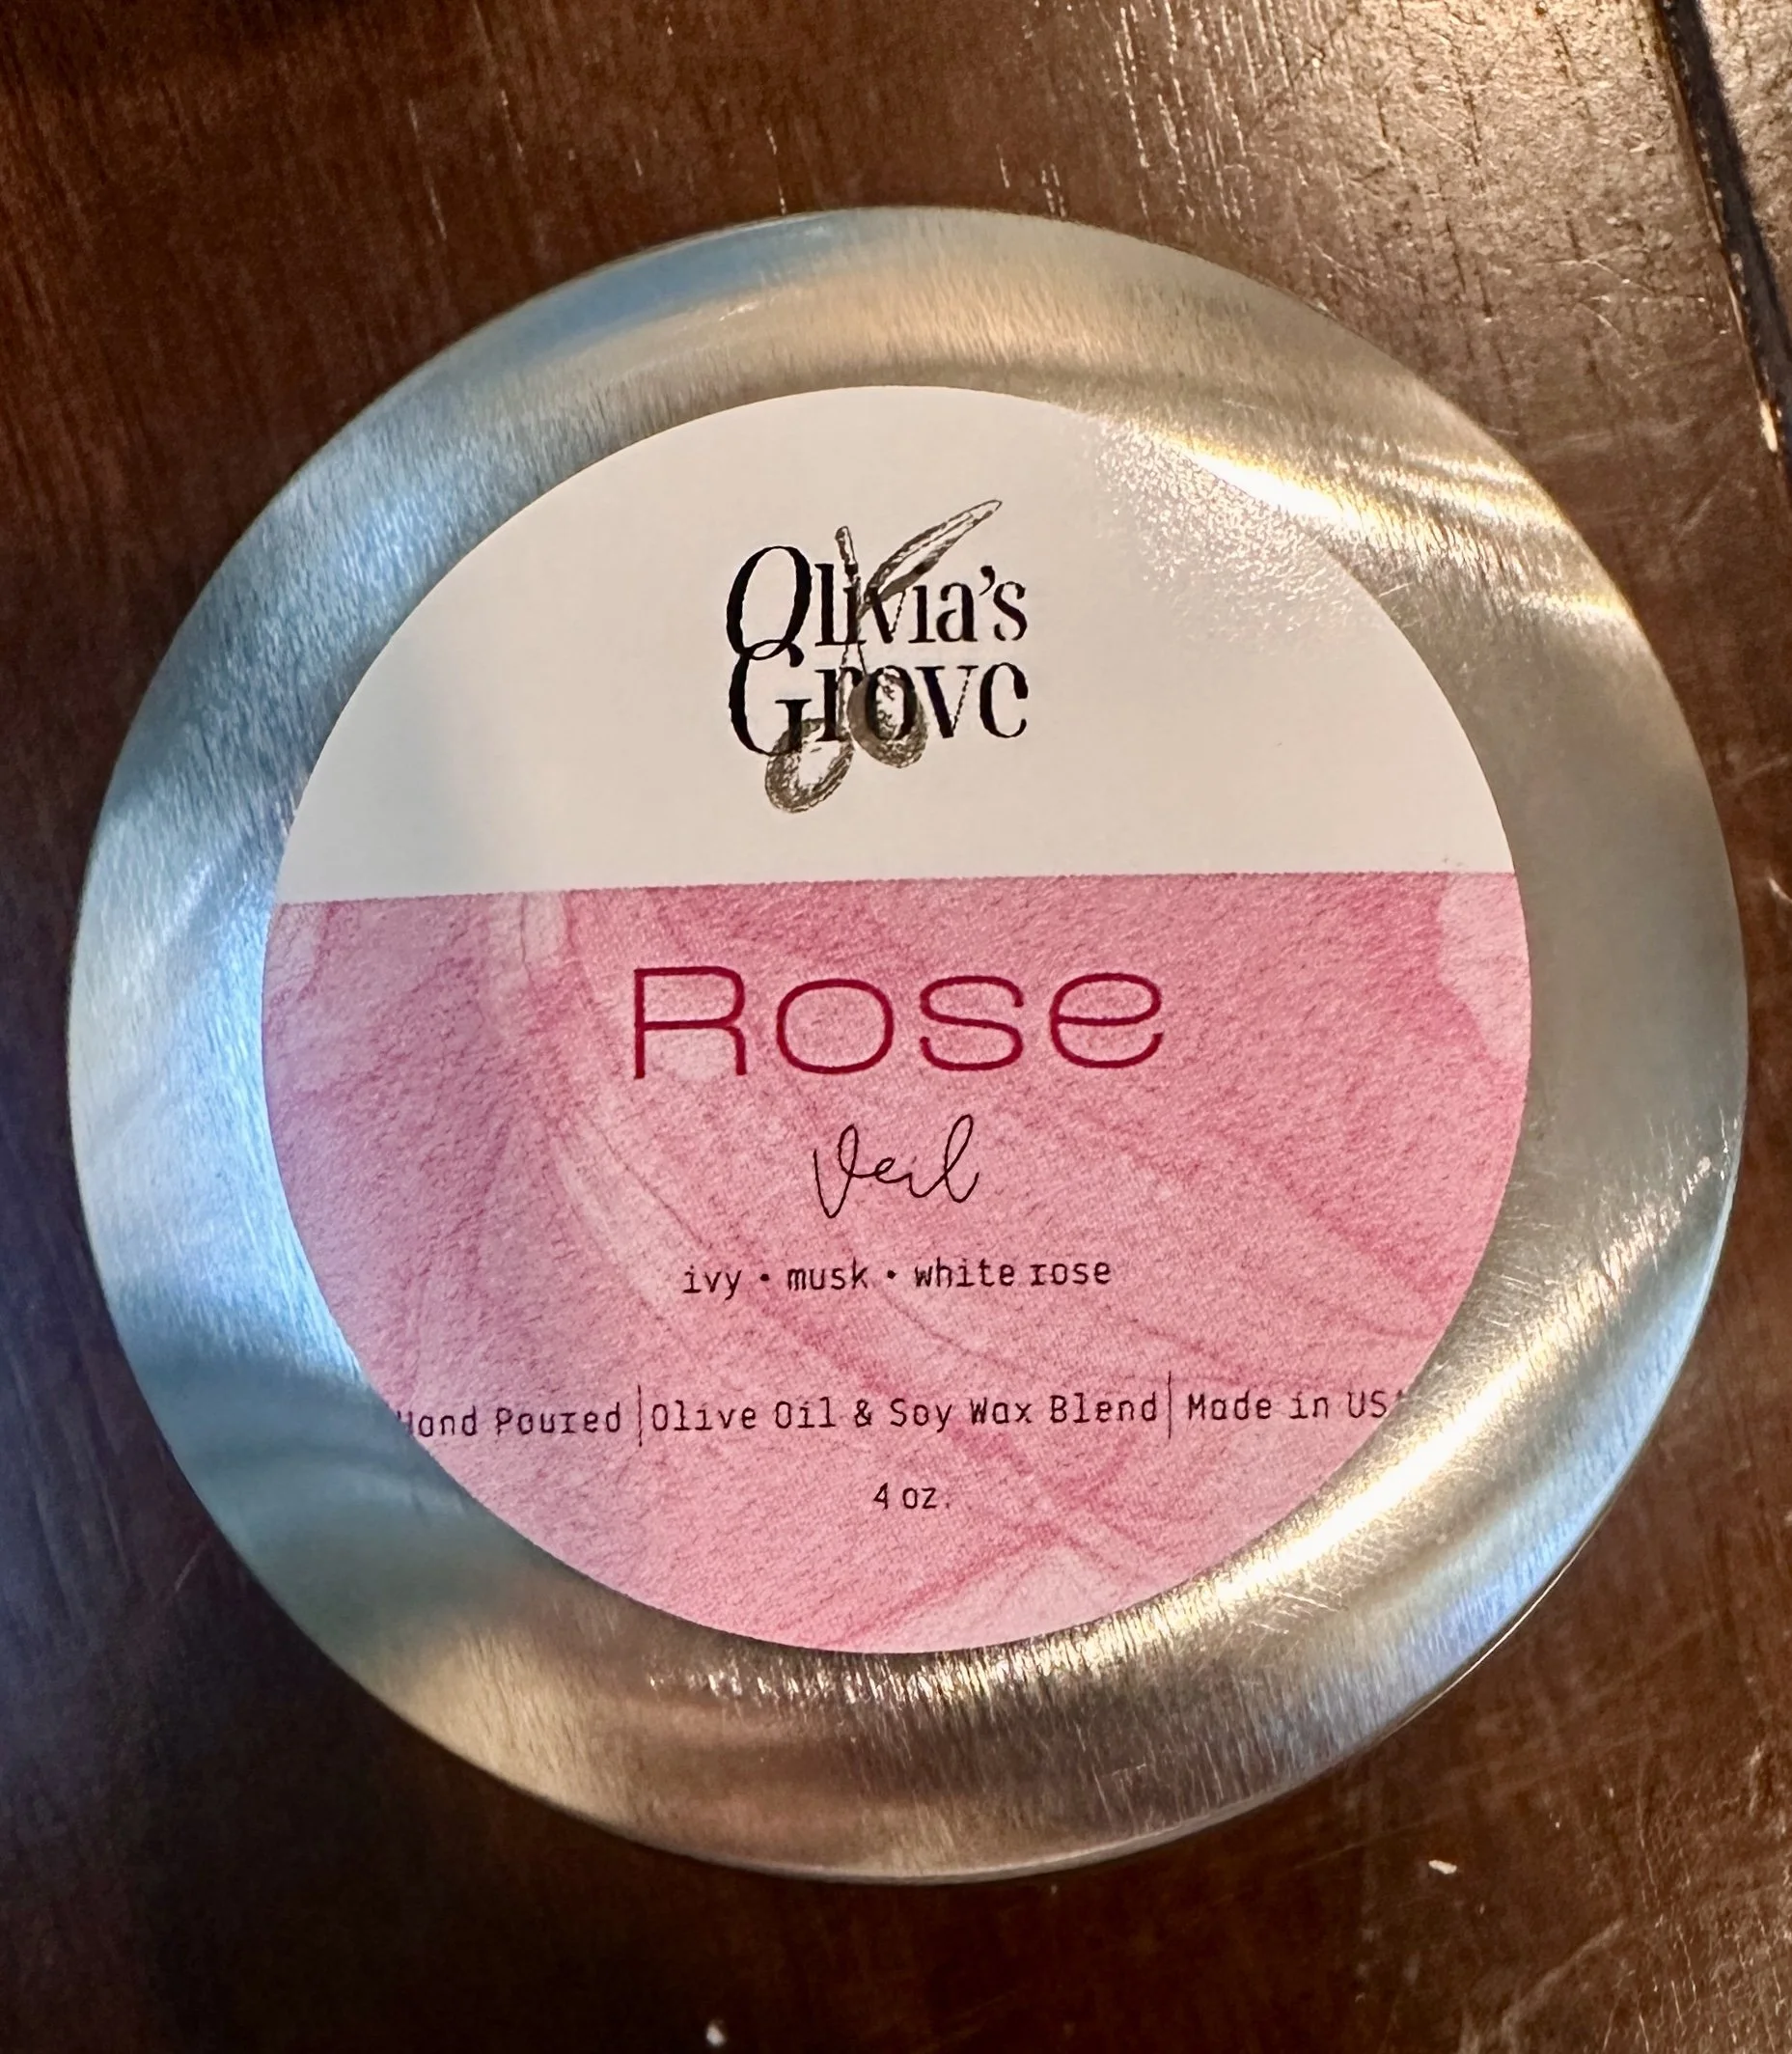 Olivia's
Grove
Rose
Veil
ivy • musk • white rose
Hand Poured | Olive Oil & Soy Wax Blend | Made in USA
4 oz.